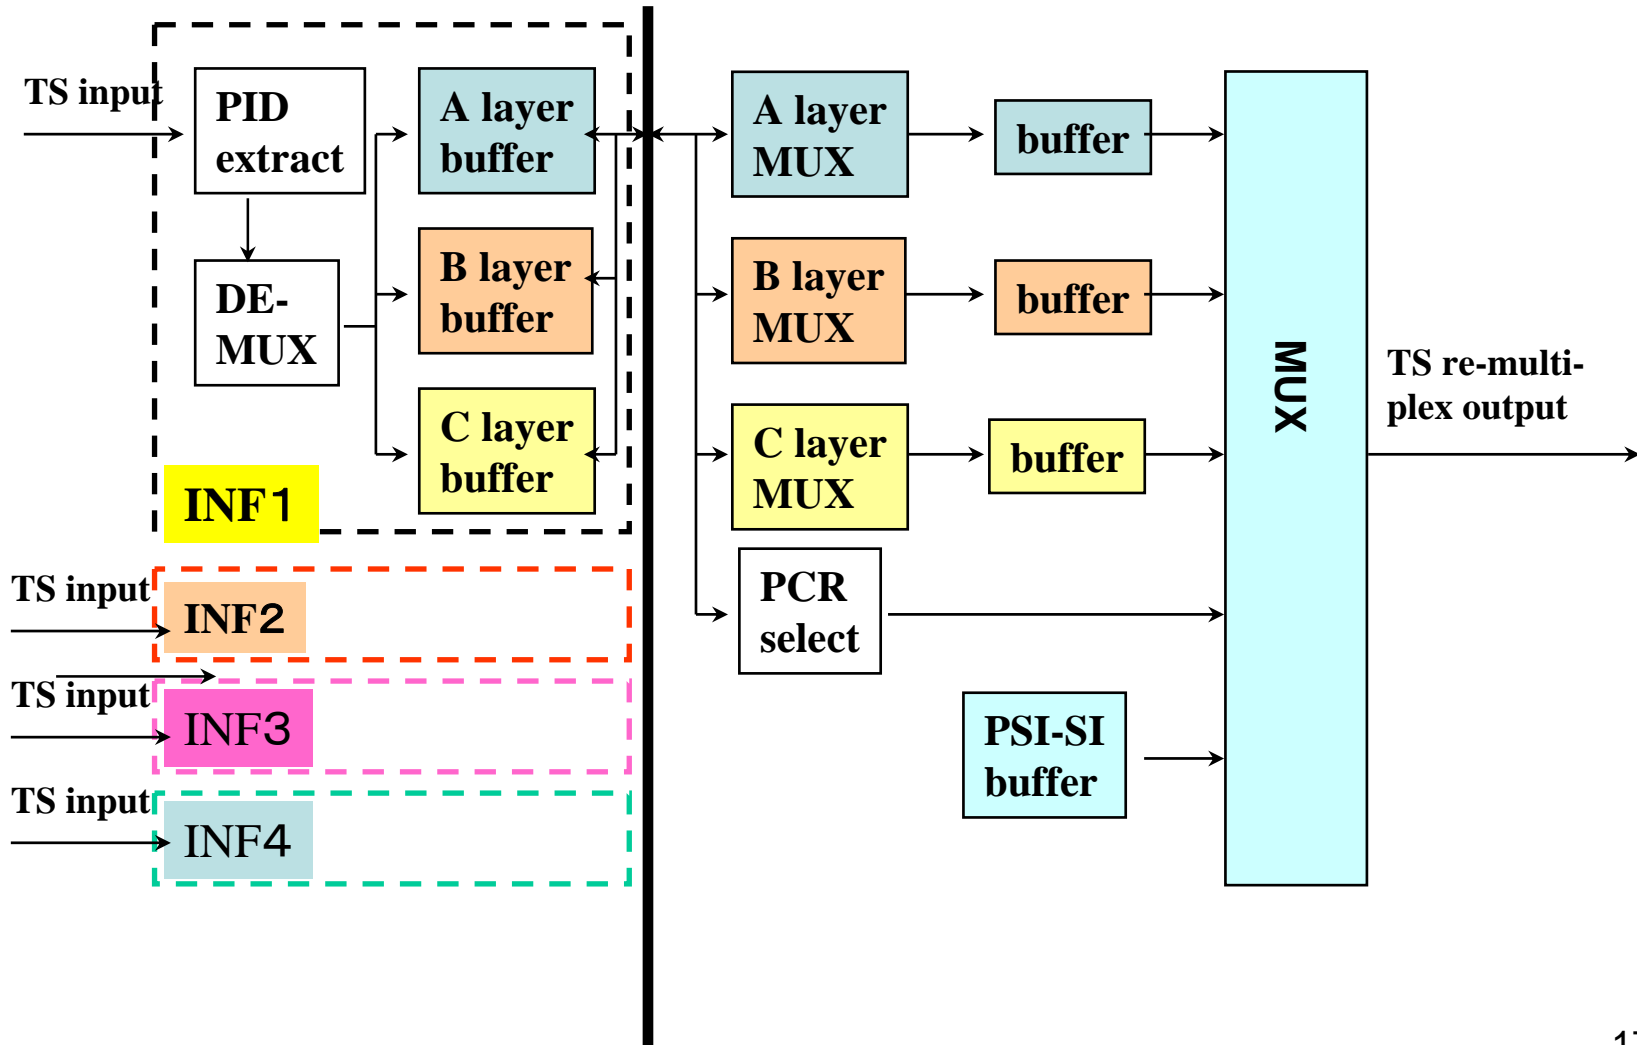 TS input
PID
extract
A layer
buffer
A layer
MUX
buffer
DE-
MUX
B layer
buffer
B layer
MUX
buffer
MUX
TS re-multi-
plex output
C layer
buffer
C layer
MUX
buffer
INF1
PCR
select
TS input
INF2
TS input
INF3
PSI-SI
buffer
TS input
INF4